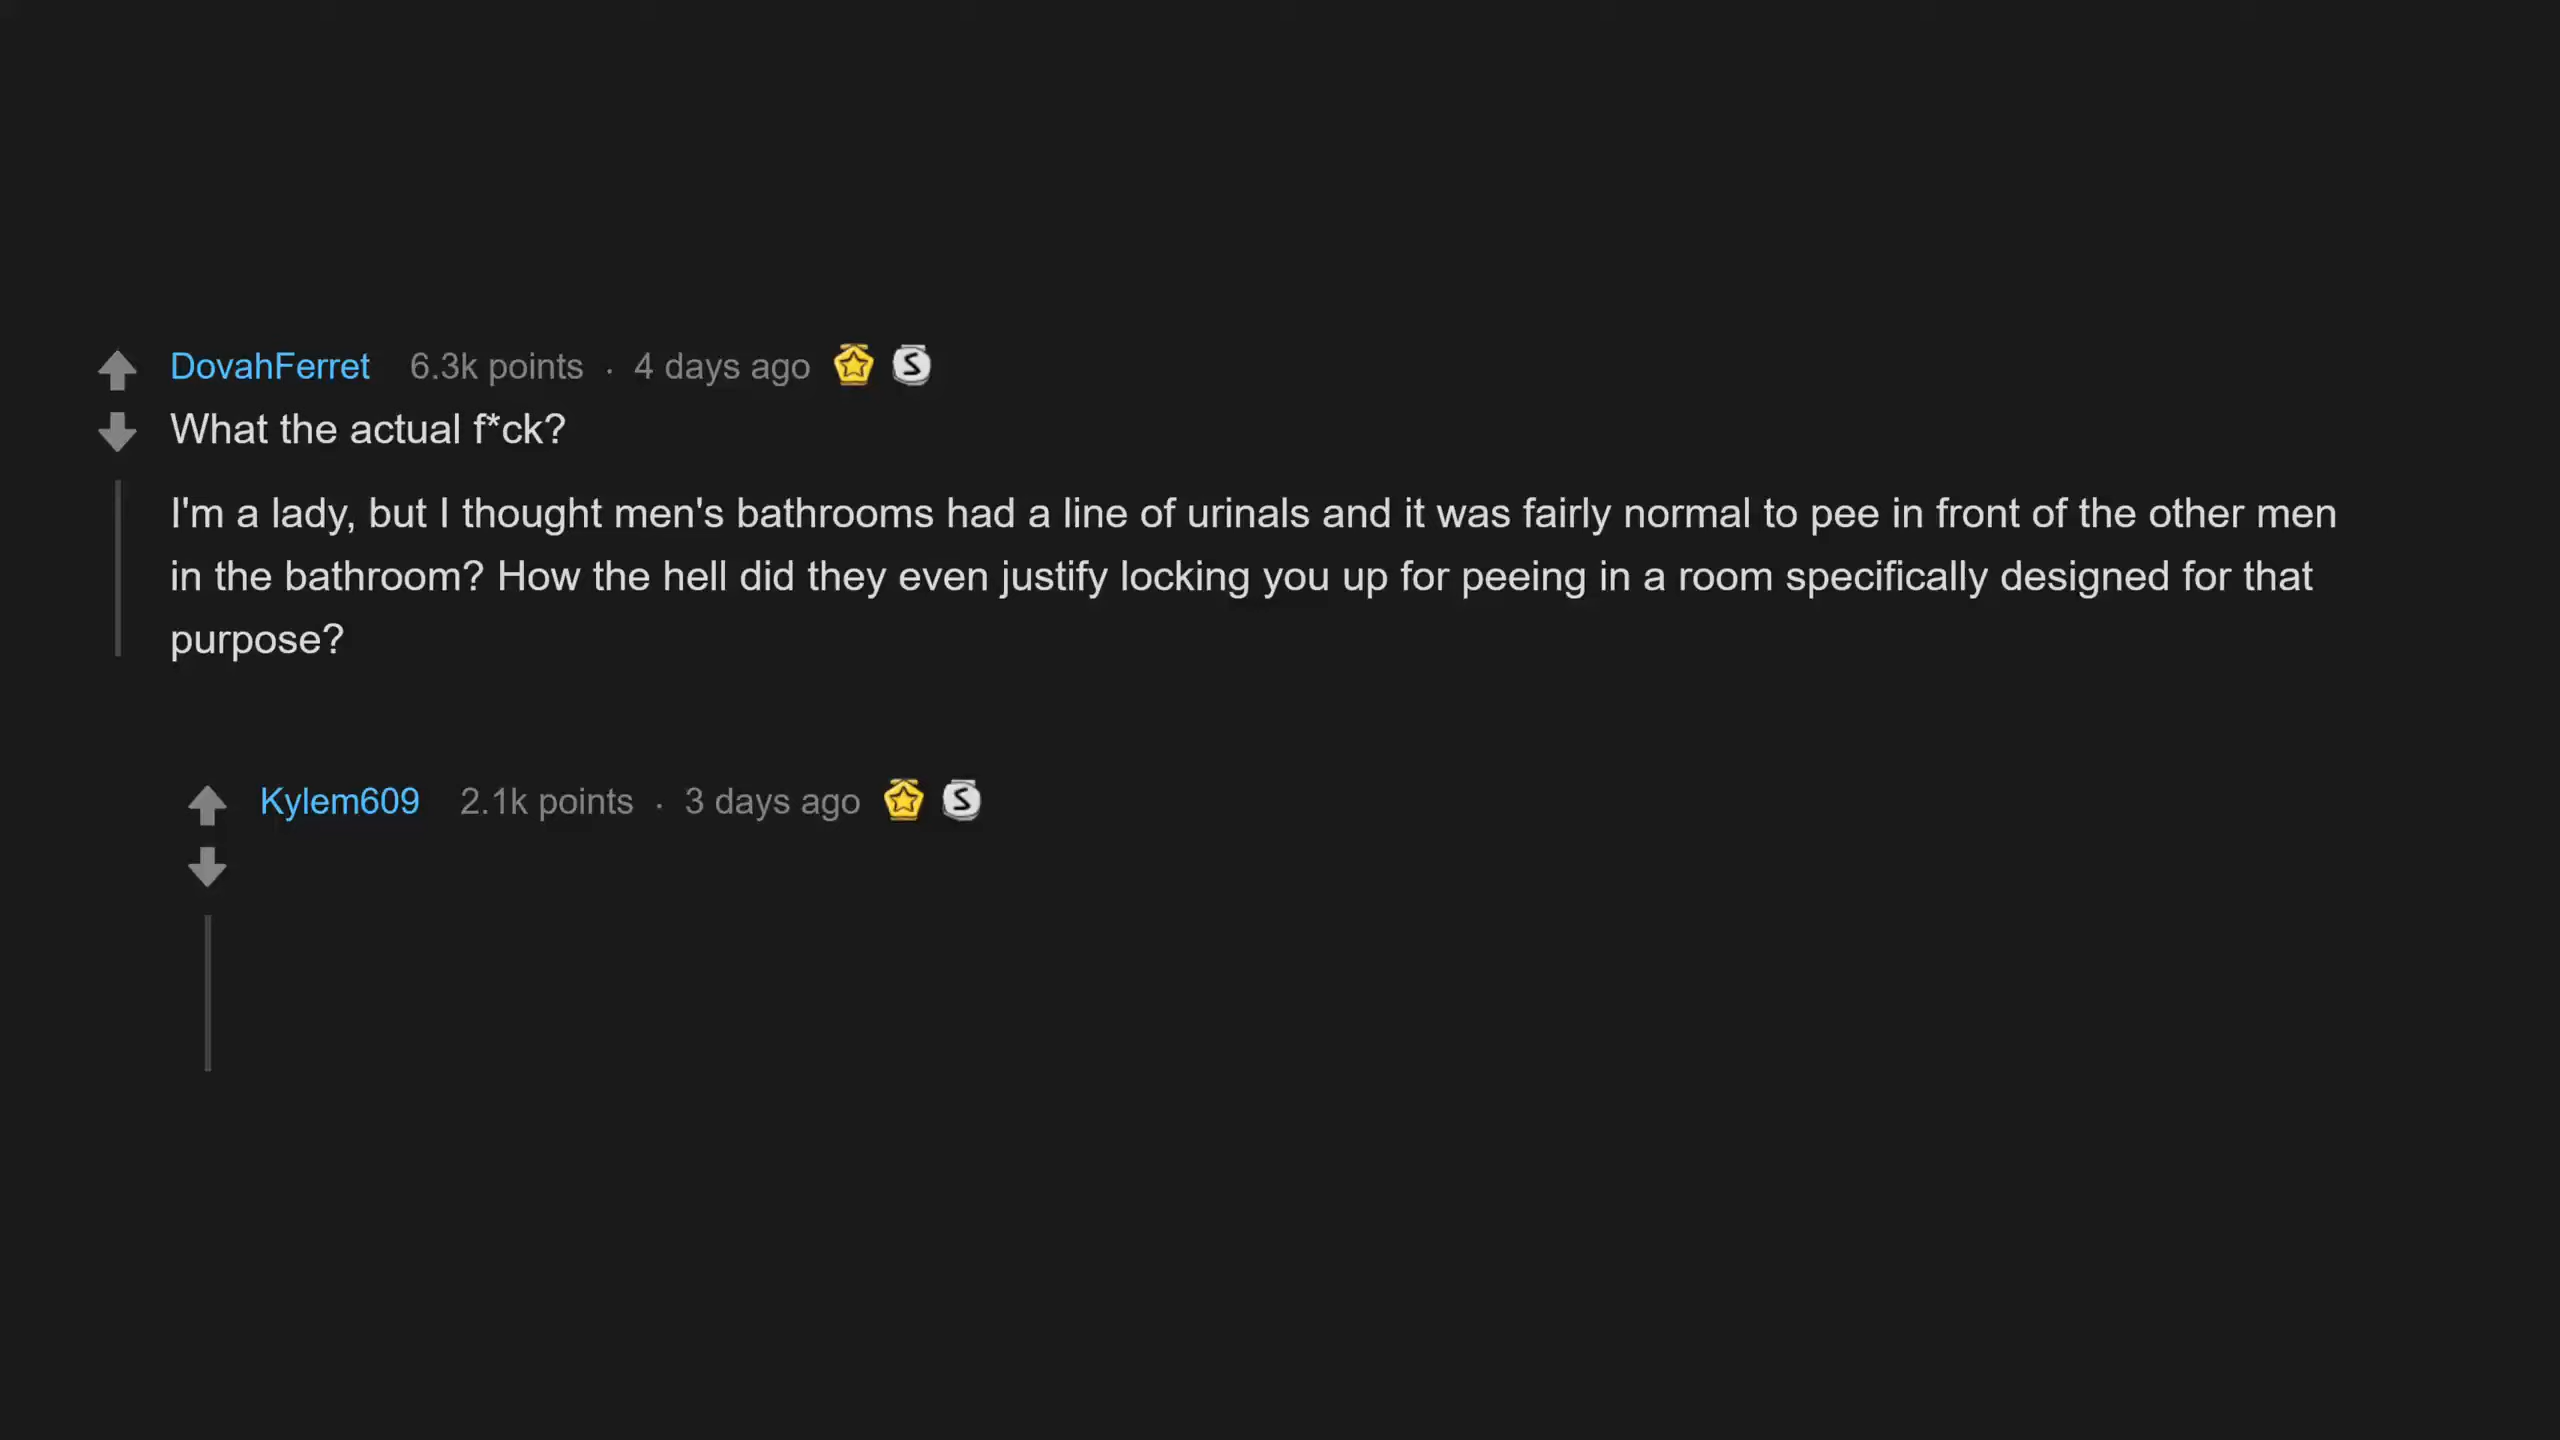 DovahFerret 6.3k points · 4 days ago
What the actual f*ck?
I'm a lady, but I thought men's bathrooms had a line of urinals and it was fairly normal to pee in front of the other men
in the bathroom? How the hell did they even justify locking you up for peeing in a room specifically designed for that
purpose?
Kylem609 2.1k points · 3 days ago